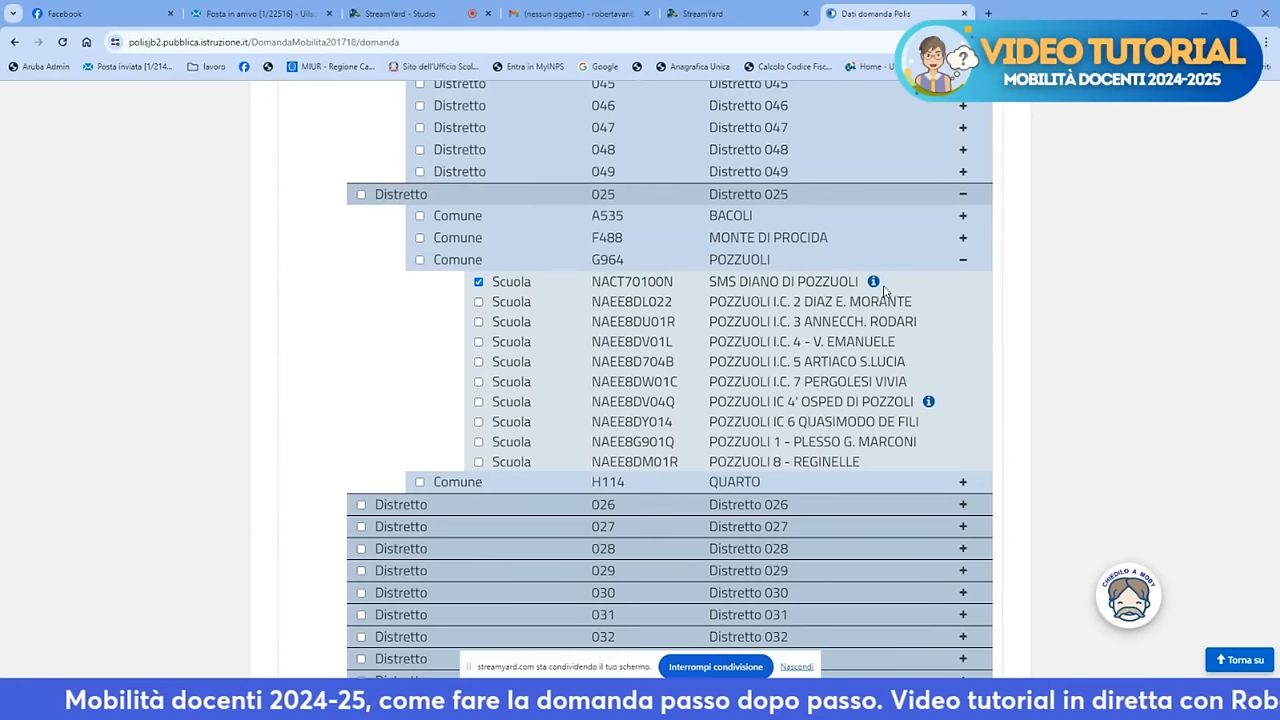 Facebook
Posta in arrivo [1/22516] - Uils
StreamYard - Studio
(nessun oggetto) - robertavanl
StreamYard
Dati domanda Polis
polisjb2.pubblica.istruzione.it/DomandaMobilita201718/domanda
Aruba Admin
Posta inviata [1/214...
lavoro
MIUR - Regione Ca...
Sito dell'Ufficio Scol...
Entra in MyINPS
Google
Anagrafica Unica
Calcolo Codice Fisc...
Home - U
VIDEO TUTORIAL
MOBILITÀ DOCENTI 2024-2025
Distretto 045 Distretto 045
Distretto 046 Distretto 046 +
Distretto 047 Distretto 047 +
Distretto 048 Distretto 048 +
Distretto 049 Distretto 049 +
Distretto 025 Distretto 025 −
Comune A535 BACOLI +
Comune F488 MONTE DI PROCIDA +
Comune G964 POZZUOLI −
Scuola NACT70100N SMS DIANO DI POZZUOLI
Scuola NAEE8DL022 POZZUOLI I.C. 2 DIAZ E. MORANTE
Scuola NAEE8DU01R POZZUOLI I.C. 3 ANNECCH. RODARI
Scuola NAEE8DV01L POZZUOLI I.C. 4 - V. EMANUELE
Scuola NAEE8D704B POZZUOLI I.C. 5 ARTIACO S.LUCIA
Scuola NAEE8DW01C POZZUOLI I.C. 7 PERGOLESI VIVIA
Scuola NAEE8DV04Q POZZUOLI IC 4' OSPED DI POZZOLI
Scuola NAEE8DY014 POZZUOLI IC 6 QUASIMODO DE FILI
Scuola NAEE8G901Q POZZUOLI 1 - PLESSO G. MARCONI
Scuola NAEE8DM01R POZZUOLI 8 - REGINELLE
Comune H114 QUARTO +
Distretto 026 Distretto 026 +
Distretto 027 Distretto 027 +
Distretto 028 Distretto 028 +
Distretto 029 Distretto 029 +
Distretto 030 Distretto 030 +
Distretto 031 Distretto 031 +
Distretto 032 Distretto 032 +
Distretto +
CHIEDILO A MOBY
Torna su
streamyard.com sta condividendo il tuo schermo. Interrompi condivisione Nascondi
Mobilità docenti 2024-25, come fare la domanda passo dopo passo. Video tutorial in diretta con Rob